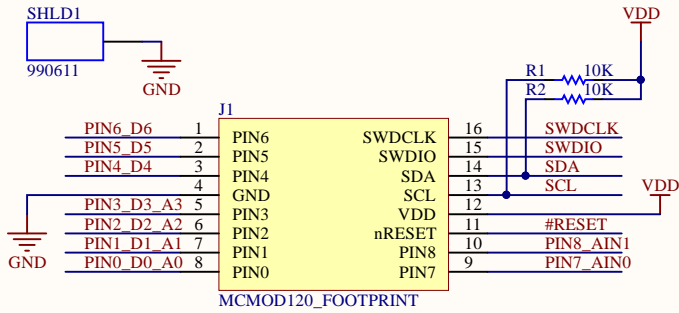 SHLD1
990611
GND
VDD
R1 10K
R2 10K
J1
PIN6_D6 1 PIN6 SWDCLK 16 SWDCLK
PIN5_D5 2 PIN5 SWDIO 15 SWDIO
PIN4_D4 3 PIN4 SDA 14 SDA
4 GND SCL 13 SCL
VDD
PIN3_D3_A3 5 PIN3 VDD 12
PIN2_D2_A2 6 PIN2 nRESET 11 #RESET
PIN1_D1_A1 7 PIN1 PIN8 10 PIN8_AIN1
PIN0_D0_A0 8 PIN0 PIN7 9 PIN7_AIN0
GND
MCMOD120_FOOTPRINT